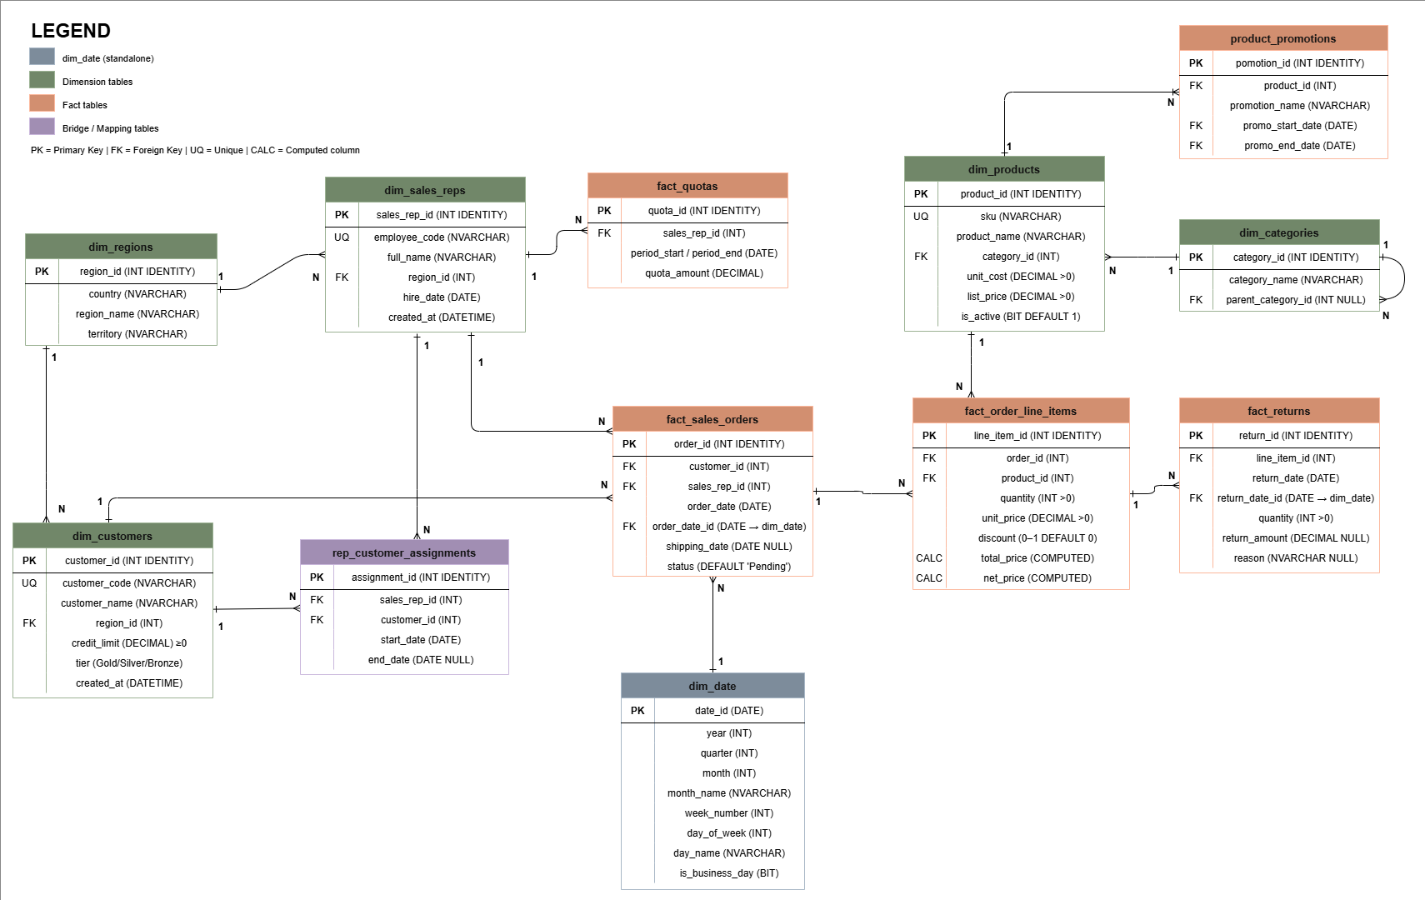 LEGEND
dim_date (standalone)
Dimension tables
Fact tables
Bridge / Mapping tables
PK = Primary Key | FK = Foreign Key | UQ = Unique | CALC = Computed column
product_promotions
PK pomotion_id (INT IDENTITY)
FK product_id (INT)
promotion_name (NVARCHAR)
FK promo_start_date (DATE)
FK promo_end_date (DATE)
N
1
dim_products
PK product_id (INT IDENTITY)
UQ sku (NVARCHAR)
product_name (NVARCHAR)
FK category_id (INT)
unit_cost (DECIMAL >0)
list_price (DECIMAL >0)
is_active (BIT DEFAULT 1)
N
1
dim_categories
PK category_id (INT IDENTITY)
category_name (NVARCHAR)
FK parent_category_id (INT NULL)
1
N
dim_sales_reps
PK sales_rep_id (INT IDENTITY)
UQ employee_code (NVARCHAR)
full_name (NVARCHAR)
FK region_id (INT)
hire_date (DATE)
created_at (DATETIME)
1
N
fact_quotas
PK quota_id (INT IDENTITY)
FK sales_rep_id (INT)
period_start / period_end (DATE)
quota_amount (DECIMAL)
dim_regions
PK region_id (INT IDENTITY)
country (NVARCHAR)
region_name (NVARCHAR)
territory (NVARCHAR)
1
N
1
N
1
N
1
N
1
N
1
N
fact_sales_orders
PK order_id (INT IDENTITY)
FK customer_id (INT)
FK sales_rep_id (INT)
order_date (DATE)
FK order_date_id (DATE → dim_date)
shipping_date (DATE NULL)
status (DEFAULT 'Pending')
1
N
fact_order_line_items
PK line_item_id (INT IDENTITY)
FK order_id (INT)
FK product_id (INT)
quantity (INT >0)
unit_price (DECIMAL >0)
discount (0–1 DEFAULT 0)
CALC total_price (COMPUTED)
CALC net_price (COMPUTED)
1
N
fact_returns
PK return_id (INT IDENTITY)
FK line_item_id (INT)
return_date (DATE)
FK return_date_id (DATE → dim_date)
quantity (INT >0)
return_amount (DECIMAL NULL)
reason (NVARCHAR NULL)
dim_customers
PK customer_id (INT IDENTITY)
UQ customer_code (NVARCHAR)
customer_name (NVARCHAR)
FK region_id (INT)
credit_limit (DECIMAL) ≥0
tier (Gold/Silver/Bronze)
created_at (DATETIME)
1
N
rep_customer_assignments
PK assignment_id (INT IDENTITY)
FK sales_rep_id (INT)
FK customer_id (INT)
start_date (DATE)
end_date (DATE NULL)
N
1
dim_date
PK date_id (DATE)
year (INT)
quarter (INT)
month (INT)
month_name (NVARCHAR)
week_number (INT)
day_of_week (INT)
day_name (NVARCHAR)
is_business_day (BIT)